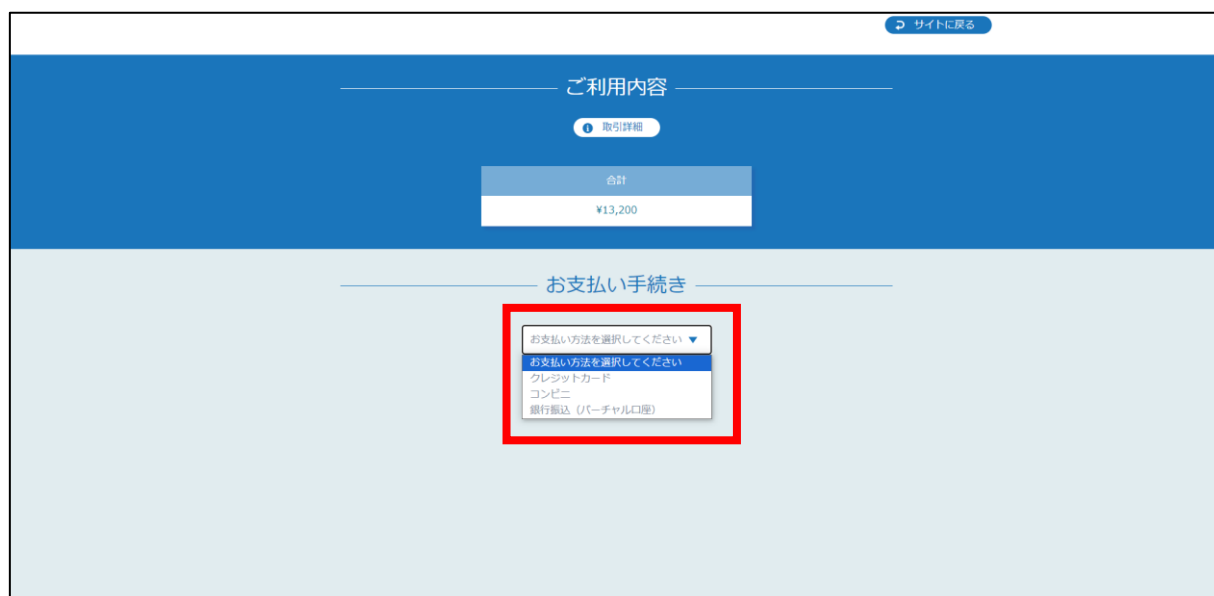 サイトに戻る
ご利用内容
取引詳細
合計
¥13,200
お支払い手続き
お支払い方法を選択してください ▼
お支払い方法を選択してください
クレジットカード
コンビニ
銀行振込（バーチャル口座）